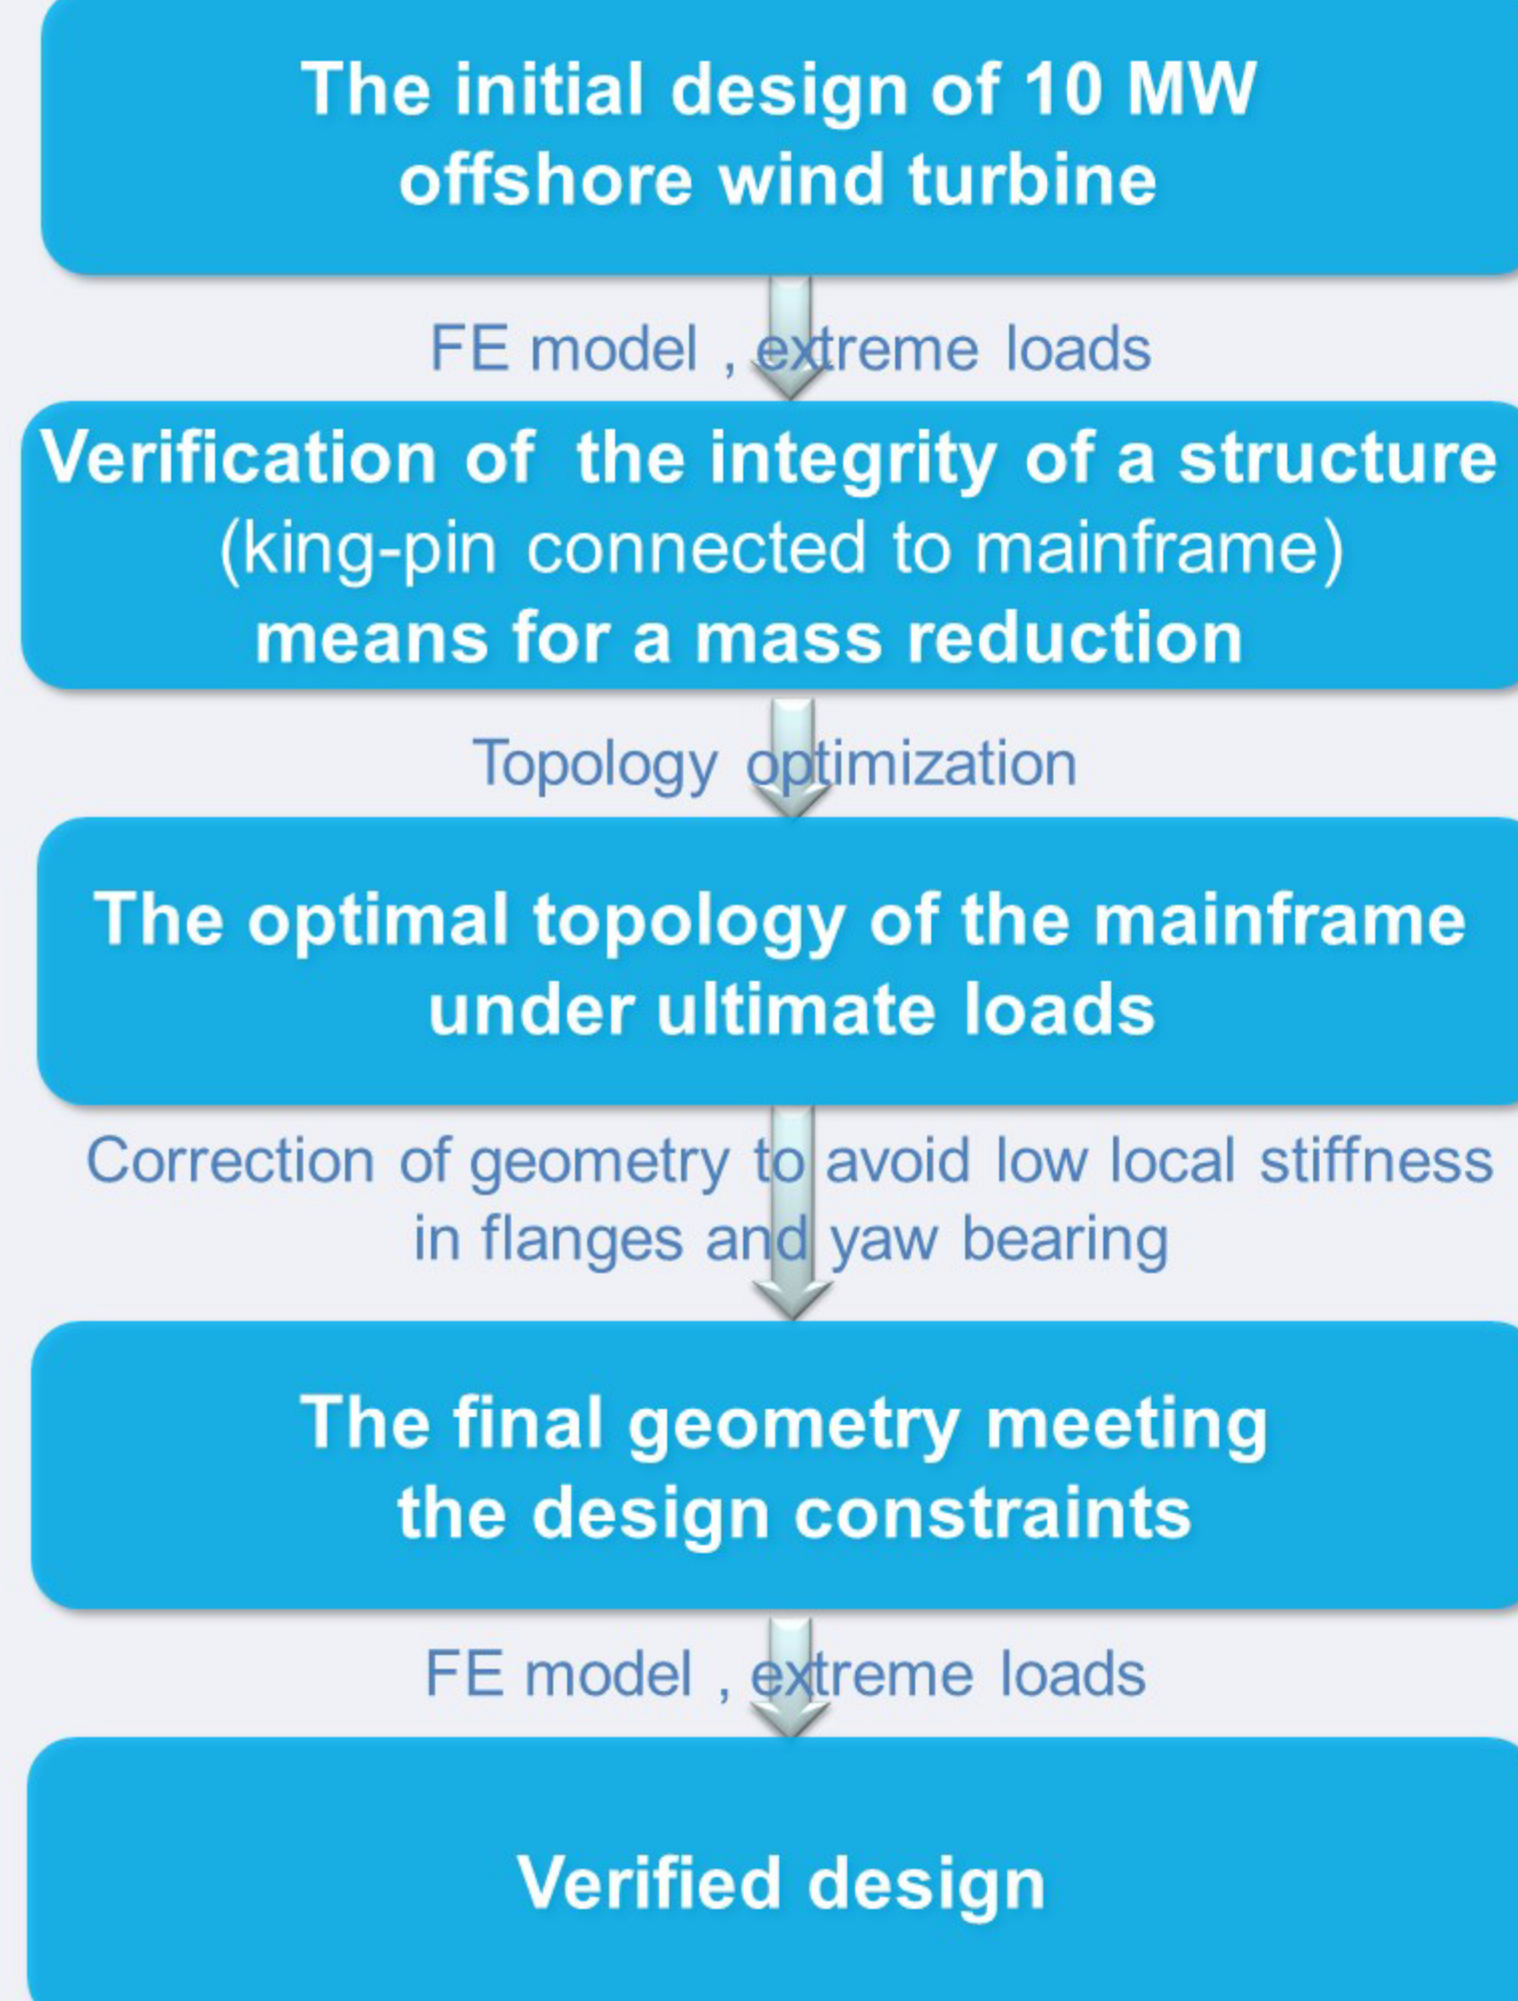 The initial design of 10 MW
offshore wind turbine
FE model , extreme loads
Verification of  the integrity of a structure
(king-pin connected to mainframe)
means for a mass reduction
Topology optimization
The optimal topology of the mainframe
under ultimate loads
Correction of geometry to avoid low local stiffness
in flanges and yaw bearing
The final geometry meeting
the design constraints
FE model , extreme loads
Verified design